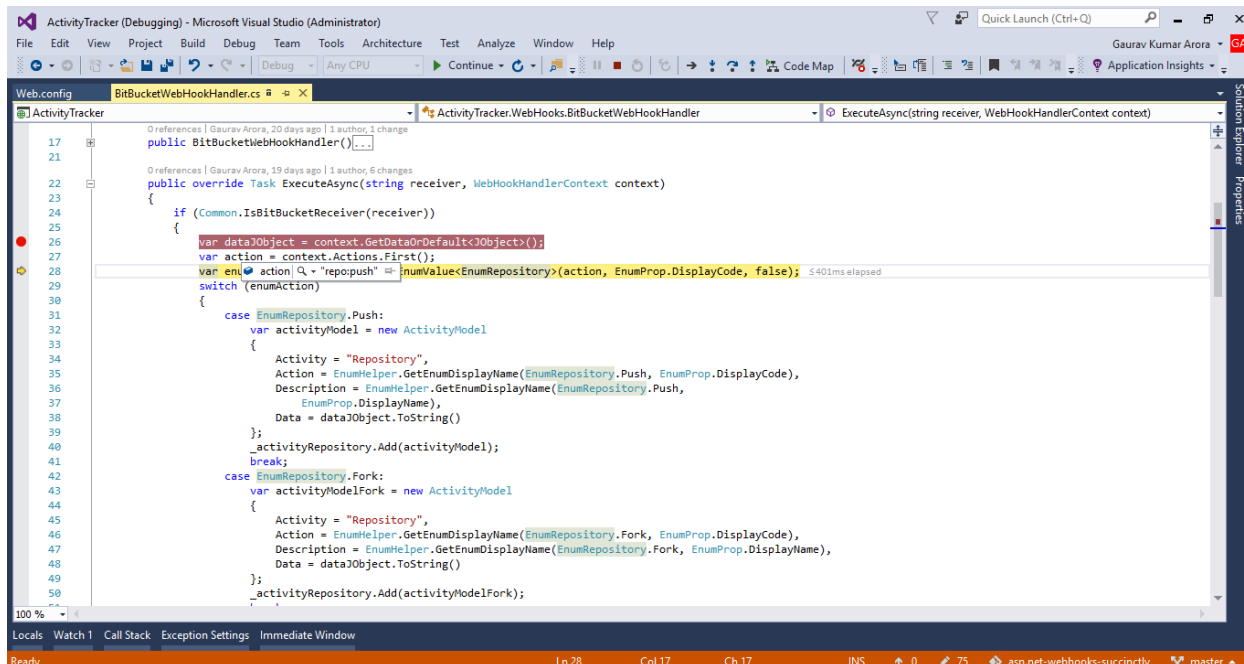 ActivityTracker (Debugging) - Microsoft Visual Studio (Administrator)
Quick Launch (Ctrl+Q)
File Edit View Project Build Debug Team Tools Architecture Test Analyze Window Help
Gaurav Kumar Arora
GA
Debug Any CPU Continue Code Map Application Insights
Web.config BitBucketWebHookHandler.cs
Solution Explorer
Properties
ActivityTracker ActivityTracker.WebHooks.BitBucketWebHookHandler ExecuteAsync(string receiver, WebHookHandlerContext context)
0 references | Gaurav Arora, 20 days ago | 1 author, 1 change
17 public BitBucketWebHookHandler()...
21
0 references | Gaurav Arora, 19 days ago | 1 author, 6 changes
22 public override Task ExecuteAsync(string receiver, WebHookHandlerContext context)
23 {
24 if (Common.IsBitBucketReceiver(receiver))
25 {
26 var dataJObject = context.GetDataOrDefault<JObject>();
27 var action = context.Actions.First();
28 var enu action "repo:push" EnumValue<EnumRepository>(action, EnumProp.DisplayCode, false); ≤401ms elapsed
29 switch (enumAction)
30 {
31 case EnumRepository.Push:
32 var activityModel = new ActivityModel
33 {
34 Activity = "Repository",
35 Action = EnumHelper.GetEnumDisplayName(EnumRepository.Push, EnumProp.DisplayCode),
36 Description = EnumHelper.GetEnumDisplayName(EnumRepository.Push,
37 EnumProp.DisplayName),
38 Data = dataJObject.ToString()
39 };
40 _activityRepository.Add(activityModel);
41 break;
42 case EnumRepository.Fork:
43 var activityModelFork = new ActivityModel
44 {
45 Activity = "Repository",
46 Action = EnumHelper.GetEnumDisplayName(EnumRepository.Fork, EnumProp.DisplayCode),
47 Description = EnumHelper.GetEnumDisplayName(EnumRepository.Fork, EnumProp.DisplayName),
48 Data = dataJObject.ToString()
49 };
50 _activityRepository.Add(activityModelFork);
100 %
Locals Watch 1 Call Stack Exception Settings Immediate Window
Ready Ln 28 Col 17 Ch 17 INS 0 75 asp.net-webhooks-succinctly master